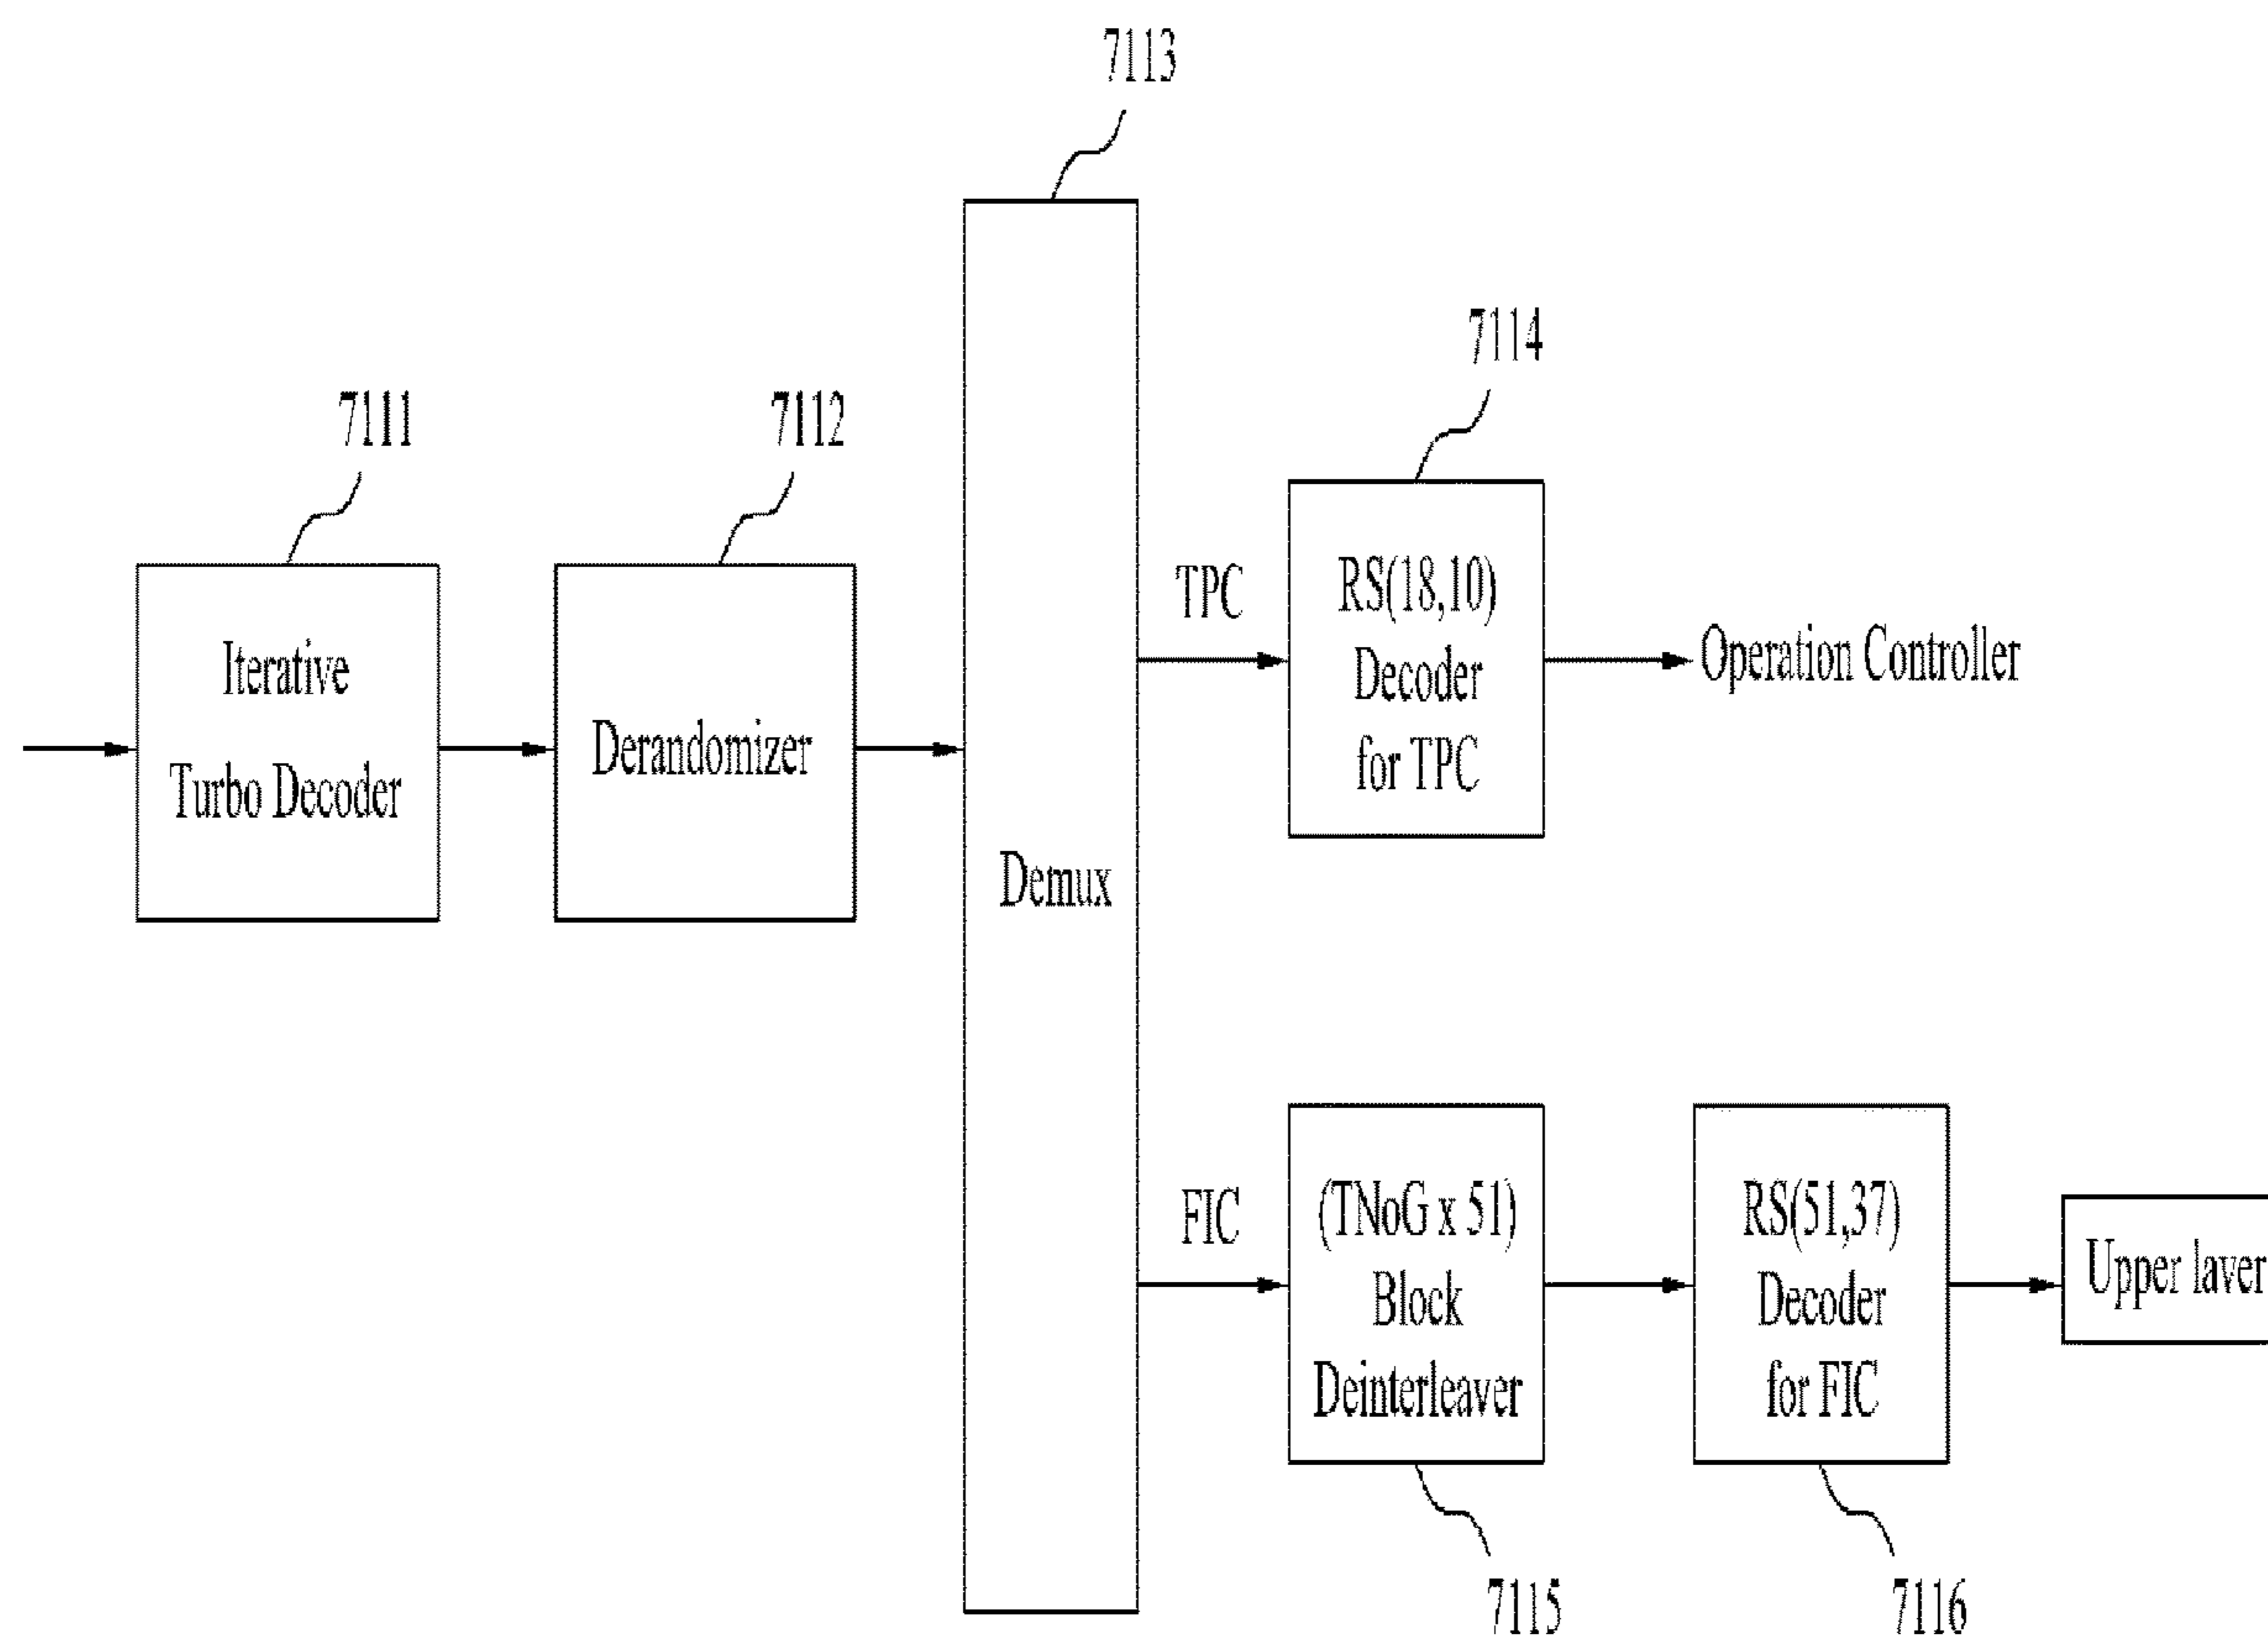 7113
7114
7111
7112
Iterative
Turbo Decoder
Derandomizer
Demux
TPC
RS(18,10)
Decoder
for TPC
Operation Controller
FIC
(TNoG x 51)
Block
Deinterleaver
RS(51,37)
Decoder
for FIC
Upper laver
7115
7116